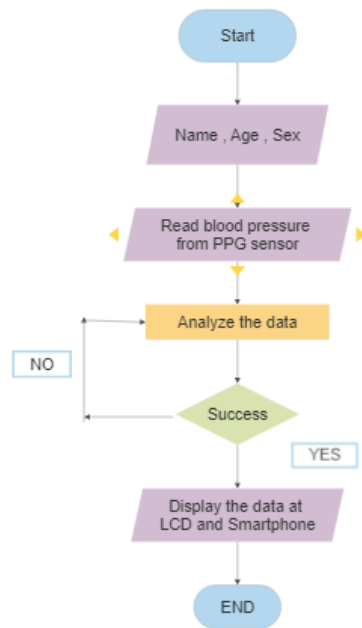 Start
Name , Age , Sex
Read blood pressure
from PPG sensor
Analyze the data
NO
Success
YES
Display the data at
LCD and Smartphone
END